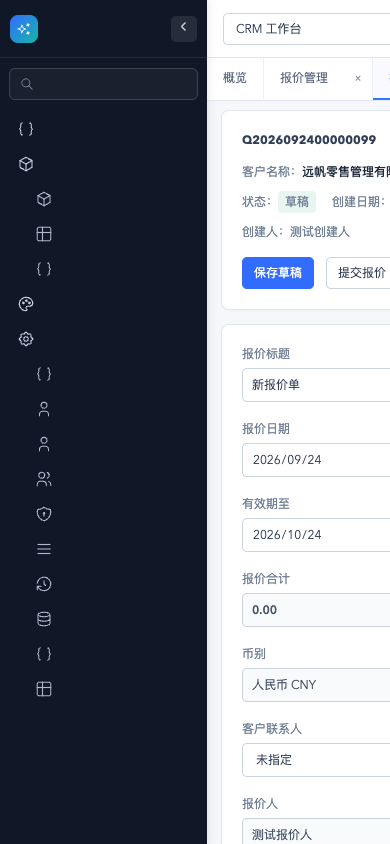 CRM 工作台
概览 报价管理 ×
Q2026092400000099
客户名称： 远帆零售管理有
状态： 草稿 创建日期：
创建人： 测试创建人
保存草稿 提交报价
报价标题
新报价单
报价日期
2026/09/24
有效期至
2026/10/24
报价合计
0.00
币别
人民币 CNY
客户联系人
未指定
报价人
测试报价人